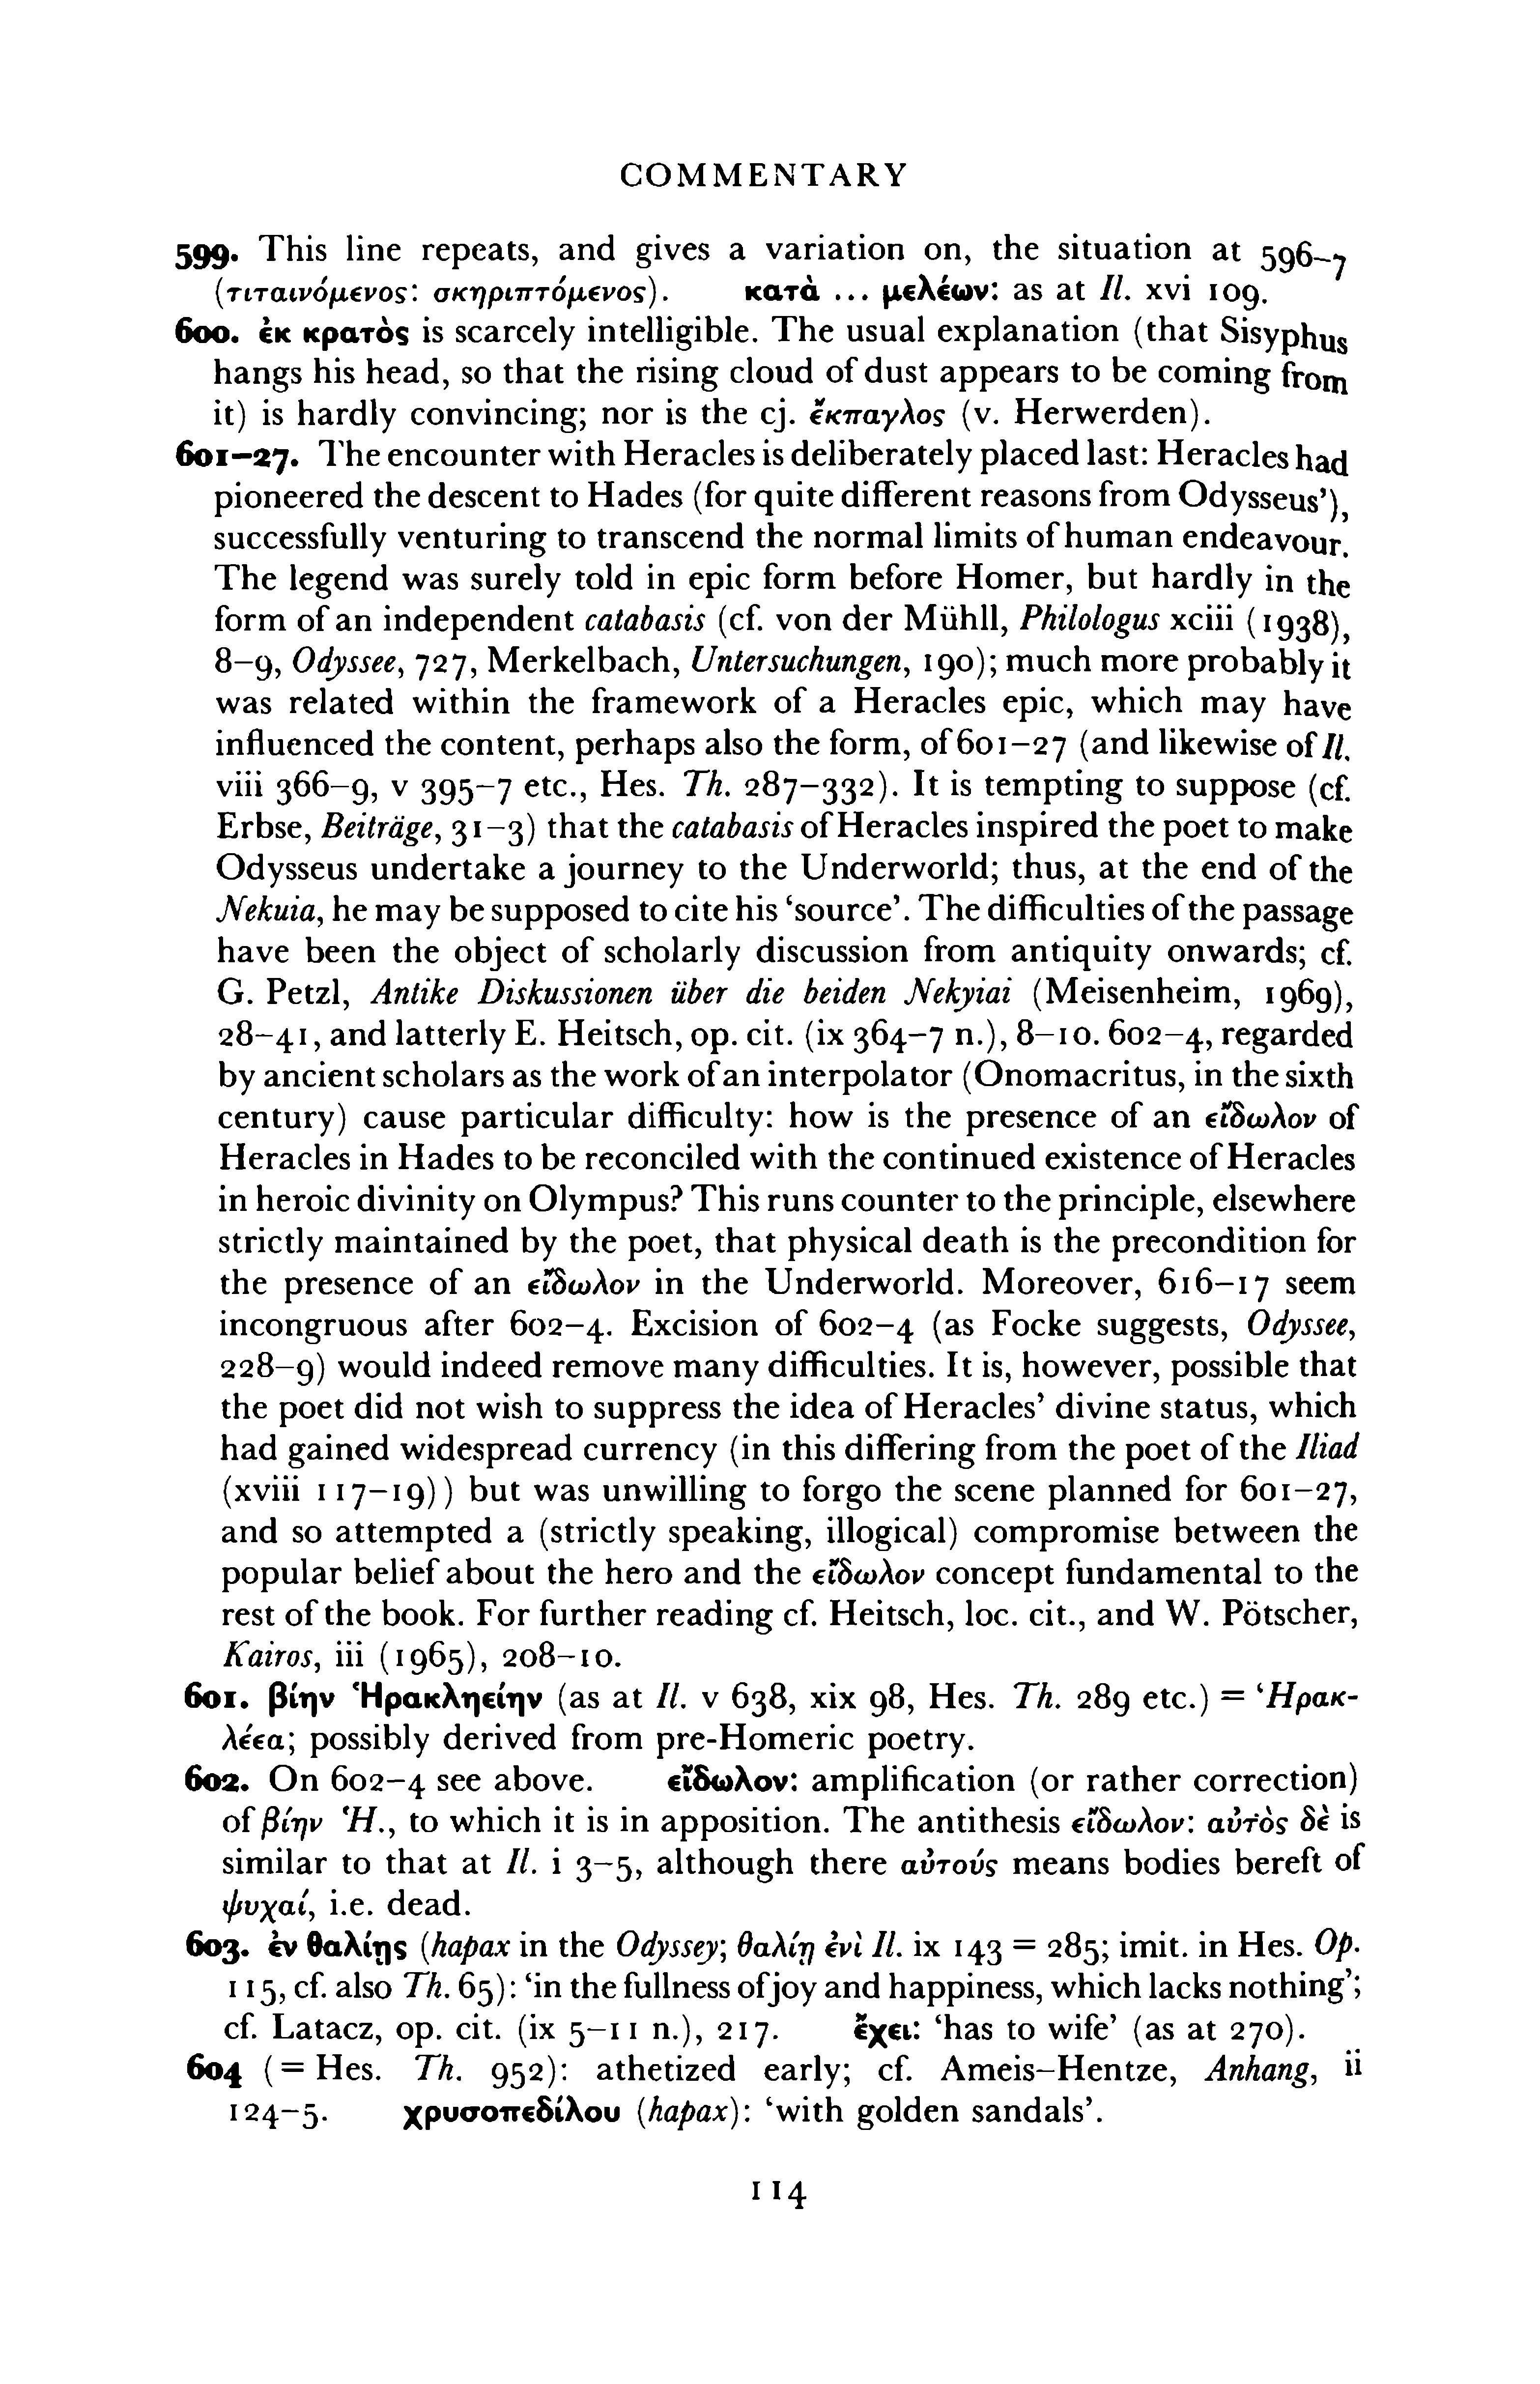 COMMENTARY
599. This line repeats, and gives a variation on, the situation at 596–7
(τιταινόμενος: σκηριπτόμενος). κατὰ ... μελέων: as at Il. xvi 109.
600. ἐκ κρατὸς is scarcely intelligible. The usual explanation (that Sisyphus
hangs his head, so that the rising cloud of dust appears to be coming from
it) is hardly convincing; nor is the cj. ἔκπαγλος (v. Herwerden).
601–27. The encounter with Heracles is deliberately placed last: Heracles had
pioneered the descent to Hades (for quite different reasons from Odysseus’),
successfully venturing to transcend the normal limits of human endeavour.
The legend was surely told in epic form before Homer, but hardly in the
form of an independent catabasis (cf. von der Mühll, Philologus xciii (1938),
8–9, Odyssee, 727, Merkelbach, Untersuchungen, 190); much more probably it
was related within the framework of a Heracles epic, which may have
influenced the content, perhaps also the form, of 601–27 (and likewise of Il.
viii 366–9, v 395–7 etc., Hes. Th. 287–332). It is tempting to suppose (cf.
Erbse, Beiträge, 31–3) that the catabasis of Heracles inspired the poet to make
Odysseus undertake a journey to the Underworld; thus, at the end of the
Nekuia, he may be supposed to cite his ‘source’. The difficulties of the passage
have been the object of scholarly discussion from antiquity onwards; cf.
G. Petzl, Antike Diskussionen über die beiden Nekyiai (Meisenheim, 1969),
28–41, and latterly E. Heitsch, op. cit. (ix 364–7 n.), 8–10. 602–4, regarded
by ancient scholars as the work of an interpolator (Onomacritus, in the sixth
century) cause particular difficulty: how is the presence of an εἴδωλον of
Heracles in Hades to be reconciled with the continued existence of Heracles
in heroic divinity on Olympus? This runs counter to the principle, elsewhere
strictly maintained by the poet, that physical death is the precondition for
the presence of an εἴδωλον in the Underworld. Moreover, 616–17 seem
incongruous after 602–4. Excision of 602–4 (as Focke suggests, Odyssee,
228–9) would indeed remove many difficulties. It is, however, possible that
the poet did not wish to suppress the idea of Heracles’ divine status, which
had gained widespread currency (in this differing from the poet of the Iliad
(xviii 117–19)) but was unwilling to forgo the scene planned for 601–27,
and so attempted a (strictly speaking, illogical) compromise between the
popular belief about the hero and the εἴδωλον concept fundamental to the
rest of the book. For further reading cf. Heitsch, loc. cit., and W. Pötscher,
Kairos, iii (1965), 208–10.
601. βίην Ἡρακληείην (as at Il. v 638, xix 98, Hes. Th. 289 etc.) = Ἡρακ-
λέεα; possibly derived from pre-Homeric poetry.
602. On 602–4 see above. εἴδωλον: amplification (or rather correction)
of βίην Ἡ., to which it is in apposition. The antithesis εἴδωλον: αὐτὸς δέ is
similar to that at Il. i 3–5, although there αὐτούς means bodies bereft of
ψυχαί, i.e. dead.
603. ἐν θαλίῃς (hapax in the Odyssey; θαλίῃ ἐνὶ Il. ix 143 = 285; imit. in Hes. Op.
115, cf. also Th. 65): ‘in the fullness of joy and happiness, which lacks nothing’;
cf. Latacz, op. cit. (ix 5–11 n.), 217. ἔχει: ‘has to wife’ (as at 270).
604 (= Hes. Th. 952): athetized early; cf. Ameis–Hentze, Anhang, ii
124–5. χρυσοπεδίλου (hapax): ‘with golden sandals’.
114